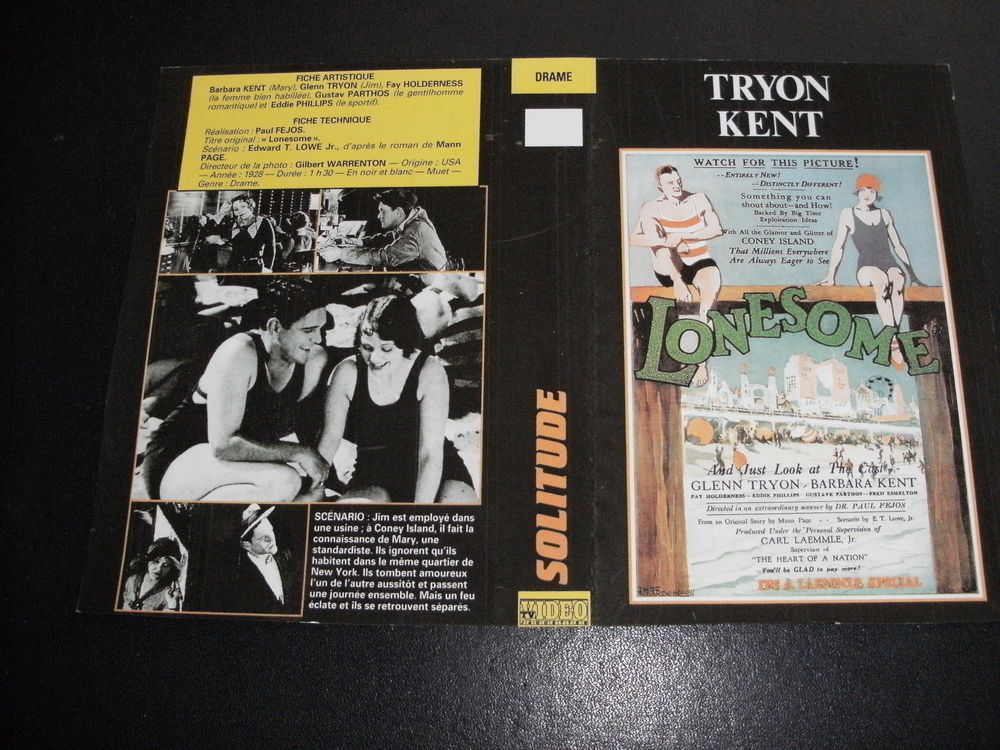 FICHE ARTISTIQUE
Barbara KENT (Mary), Glenn TRYON (Jim), Fay HOLDERNESS
(la femme bien habillée), Gustav PARTHOS (le gentilhomme
romantique) et Eddie PHILLIPS (le sportif).
FICHE TECHNIQUE
Réalisation : Paul FEJOS.
Titre original : « Lonesome ».
Scénario : Edward T. LOWE Jr., d'après le roman de Mann
PAGE.
Directeur de la photo : Gilbert WARRENTON — Origine : USA
— Année : 1928 — Durée : 1 h 30 — En noir et blanc — Muet —
Genre : Drame.
SCÉNARIO : Jim est employé dans
une usine ; à Coney Island, il fait la
connaissance de Mary, une
standardiste. Ils ignorent qu'ils
habitent dans le même quartier de
New York. Ils tombent amoureux
l'un de l'autre aussitôt et passent
une journée ensemble. Mais un feu
éclate et ils se retrouvent séparés.
DRAME
SOLITUDE
TV VIDEO
TRYON
KENT
WATCH FOR THIS PICTURE!
--ENTIRELY NEW!
--DISTINCTLY DIFFERENT!
Something you can
shout about--and How!
Backed By Big Time
Exploitation Ideas
With All the Glamor and Glitter of
CONEY ISLAND
That Millions Everywhere
Are Always Eager to See
LONESOME
And Just Look at The Cast--
GLENN TRYON - BARBARA KENT
FAY HOLDERNESS - EDDIE PHILLIPS GUSTAVE PARTHOS - FRED ESMELTON
Directed in an extraordinary manner by DR. PAUL FEJOS
From an Original Story by Mann Page · · Scenario by E. T. Lowe, Jr.
Produced Under the Personal Supervision of
CARL LAEMMLE, Jr.
Supervisor of
"THE HEART OF A NATION"
You'll be GLAD to pay more!
IT'S A LAEMMLE SPECIAL